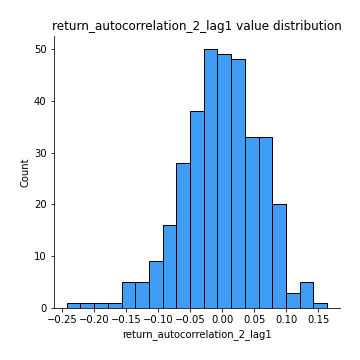 return_autocorrelation_2_lag1 value distribution
50
40
30
20
10
0
Count
-0.25 -0.20 -0.15 -0.10 -0.05 0.00 0.05 0.10 0.15
return_autocorrelation_2_lag1